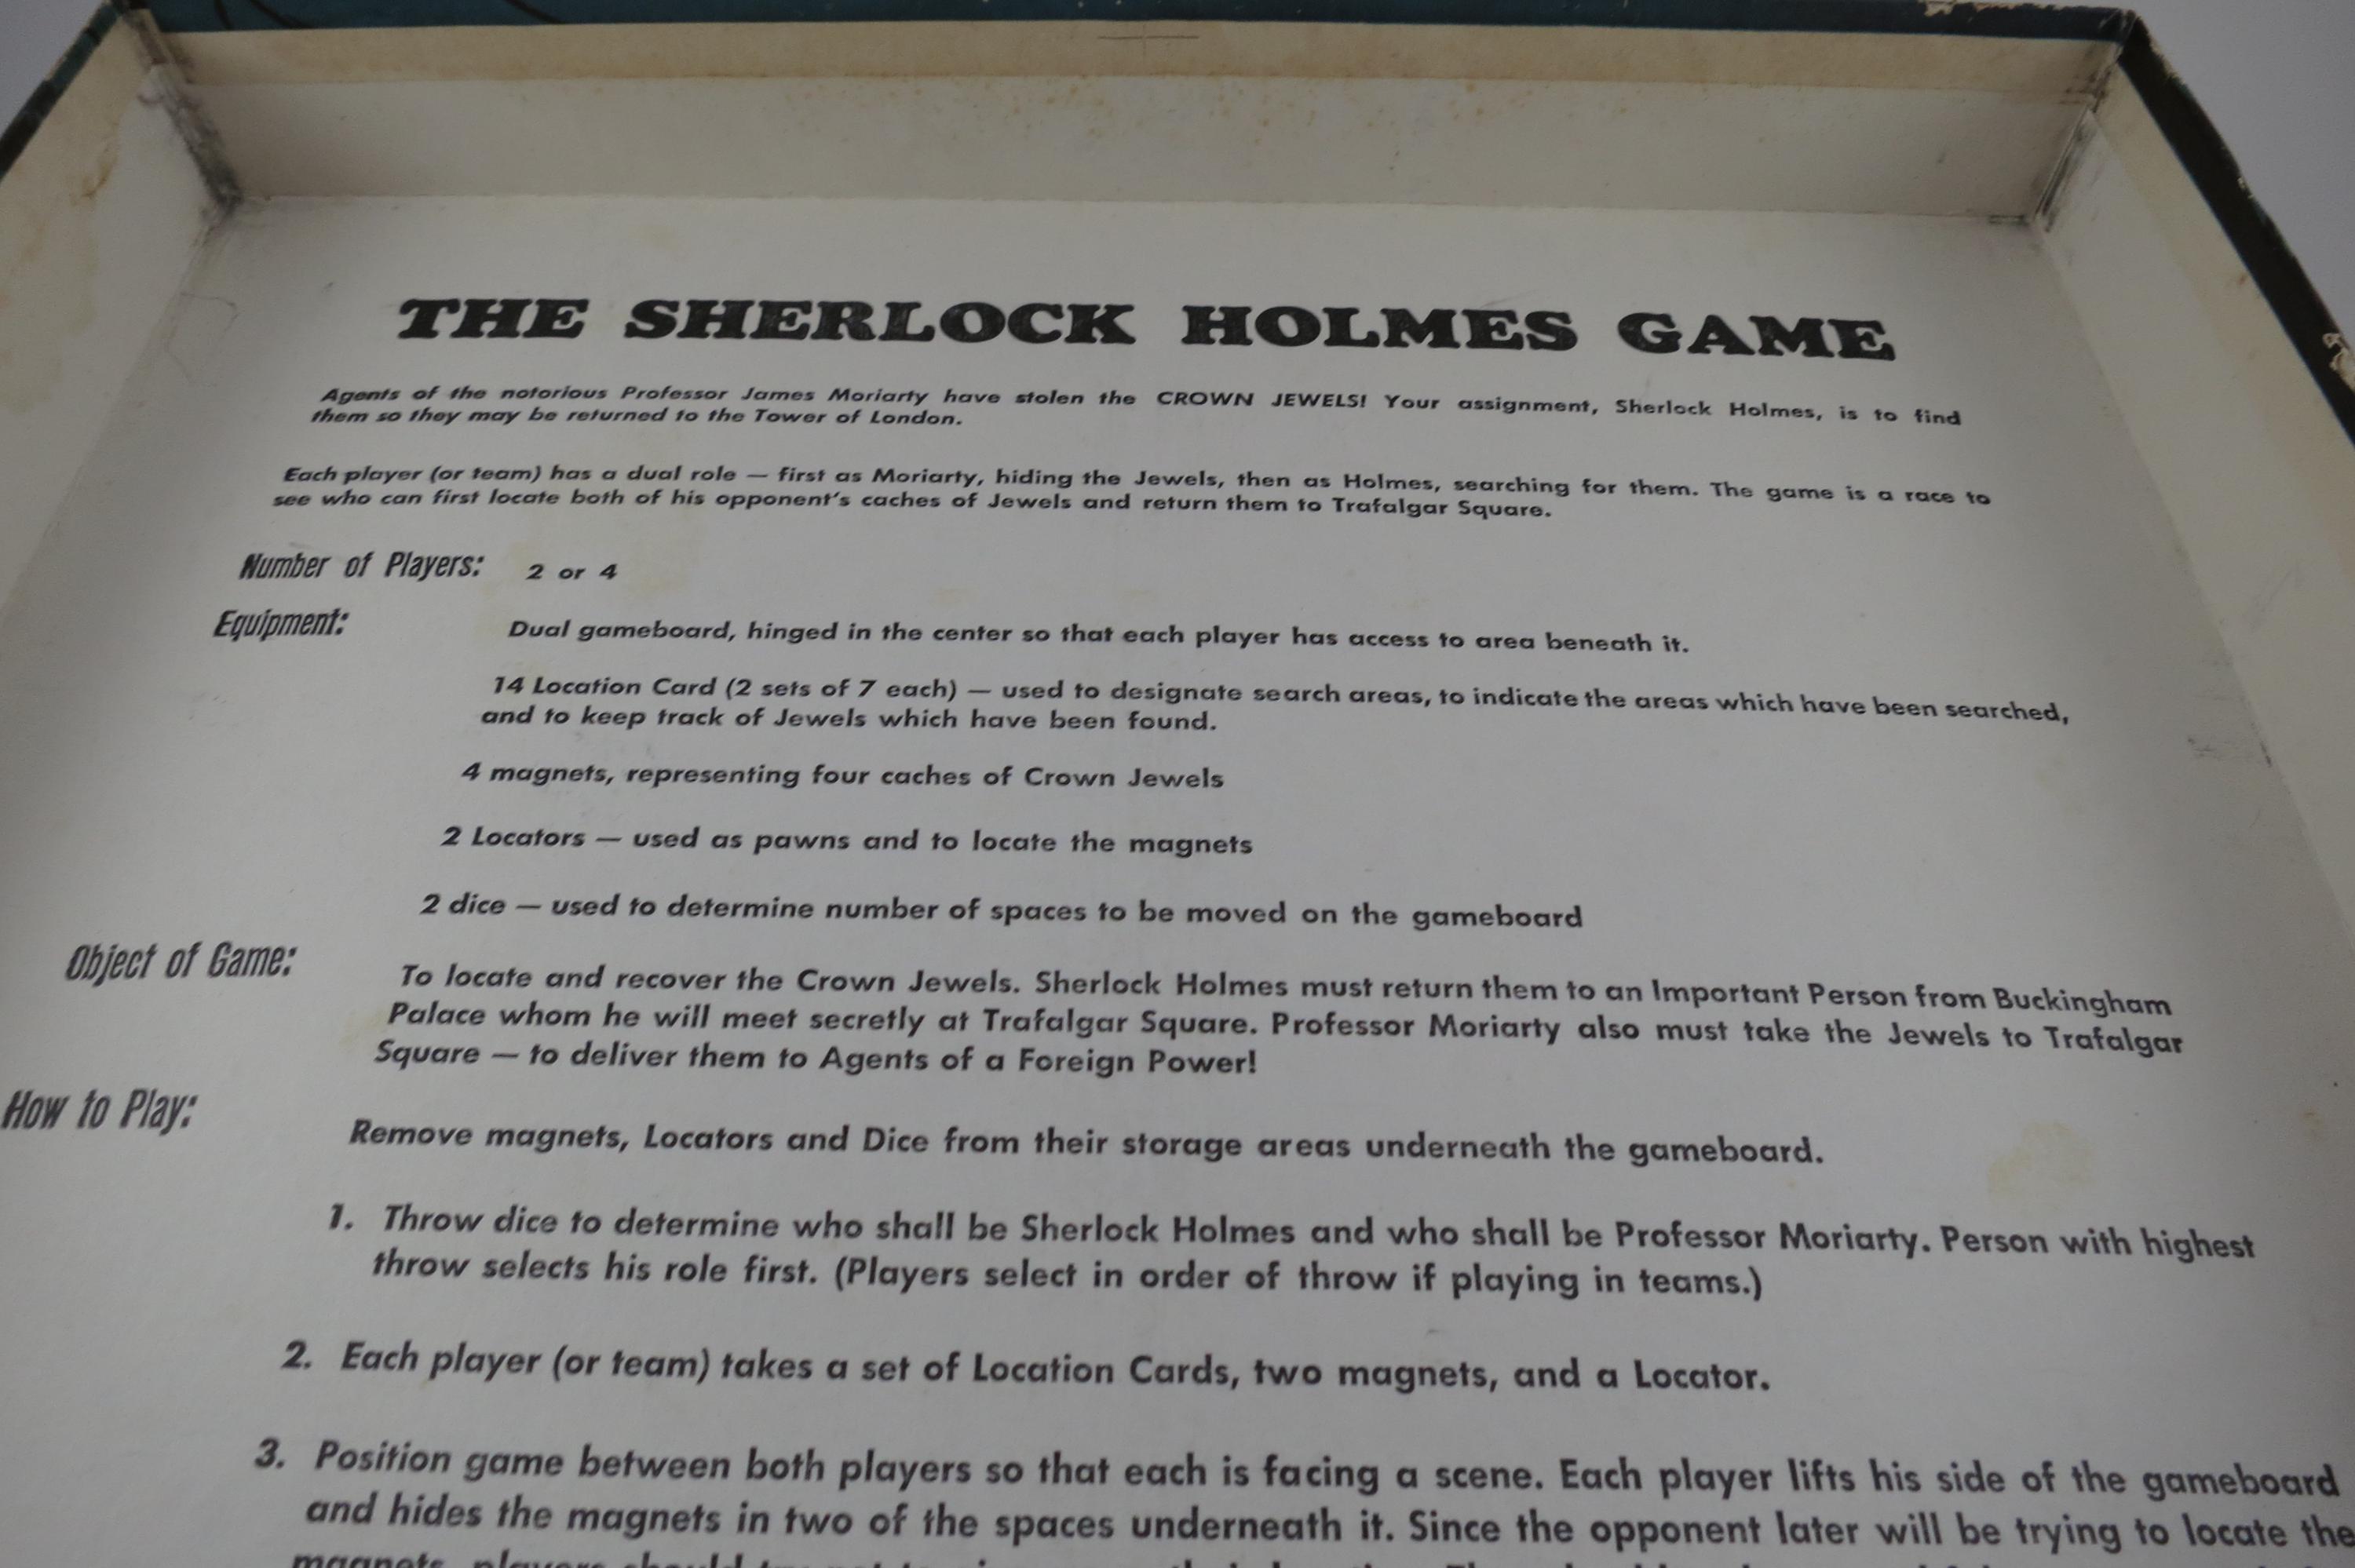 THE SHERLOCK HOLMES GAME
Agents of the notorious Professor James Moriarty have stolen the CROWN JEWELS! Your assignment, Sherlock Holmes, is to find
them so they may be returned to the Tower of London.
Each player (or team) has a dual role — first as Moriarty, hiding the Jewels, then as Holmes, searching for them. The game is a race to
see who can first locate both of his opponent's caches of Jewels and return them to Trafalgar Square.
Number of Players: 2 or 4
Equipment: Dual gameboard, hinged in the center so that each player has access to area beneath it.
14 Location Card (2 sets of 7 each) — used to designate search areas, to indicate the areas which have been searched,
and to keep track of Jewels which have been found.
4 magnets, representing four caches of Crown Jewels
2 Locators — used as pawns and to locate the magnets
2 dice — used to determine number of spaces to be moved on the gameboard
Object of Game: To locate and recover the Crown Jewels. Sherlock Holmes must return them to an Important Person from Buckingham
Palace whom he will meet secretly at Trafalgar Square. Professor Moriarty also must take the Jewels to Trafalgar
Square — to deliver them to Agents of a Foreign Power!
How to Play: Remove magnets, Locators and Dice from their storage areas underneath the gameboard.
1. Throw dice to determine who shall be Sherlock Holmes and who shall be Professor Moriarty. Person with highest
throw selects his role first. (Players select in order of throw if playing in teams.)
2. Each player (or team) takes a set of Location Cards, two magnets, and a Locator.
3. Position game between both players so that each is facing a scene. Each player lifts his side of the gameboard
and hides the magnets in two of the spaces underneath it. Since the opponent later will be trying to locate the
magnets, players should